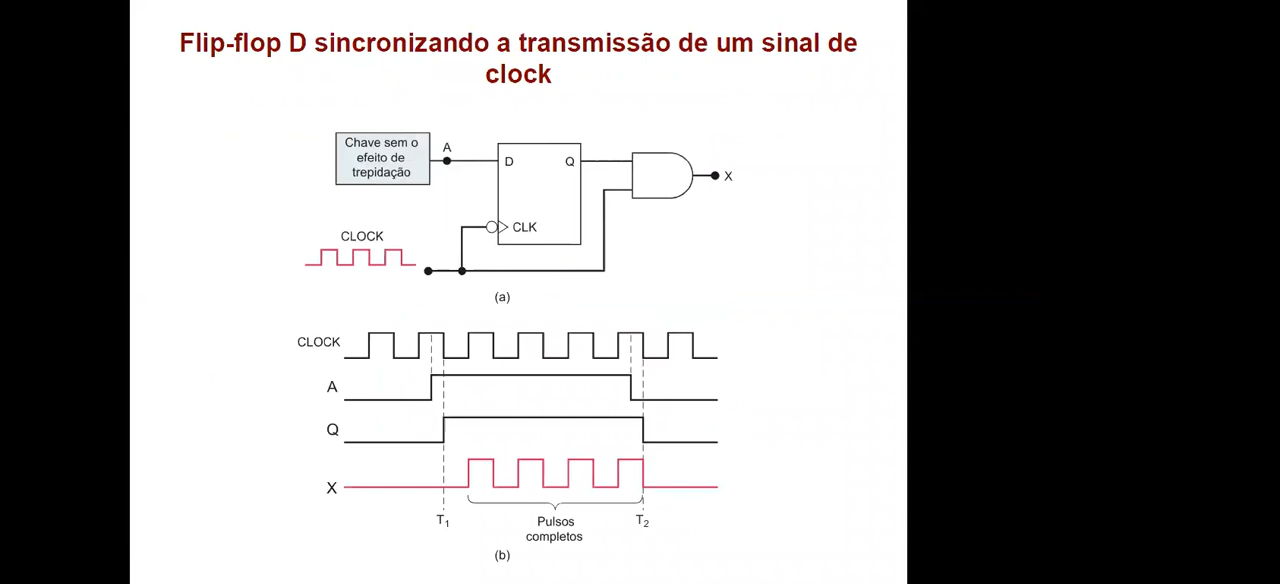 Flip-flop D sincronizando a transmissão de um sinal de
clock
Chave sem o
efeito de
trepidação
A
D
Q
X
CLK
CLOCK
(a)
CLOCK
A
Q
X
T₁
Pulsos
completos
T₂
(b)